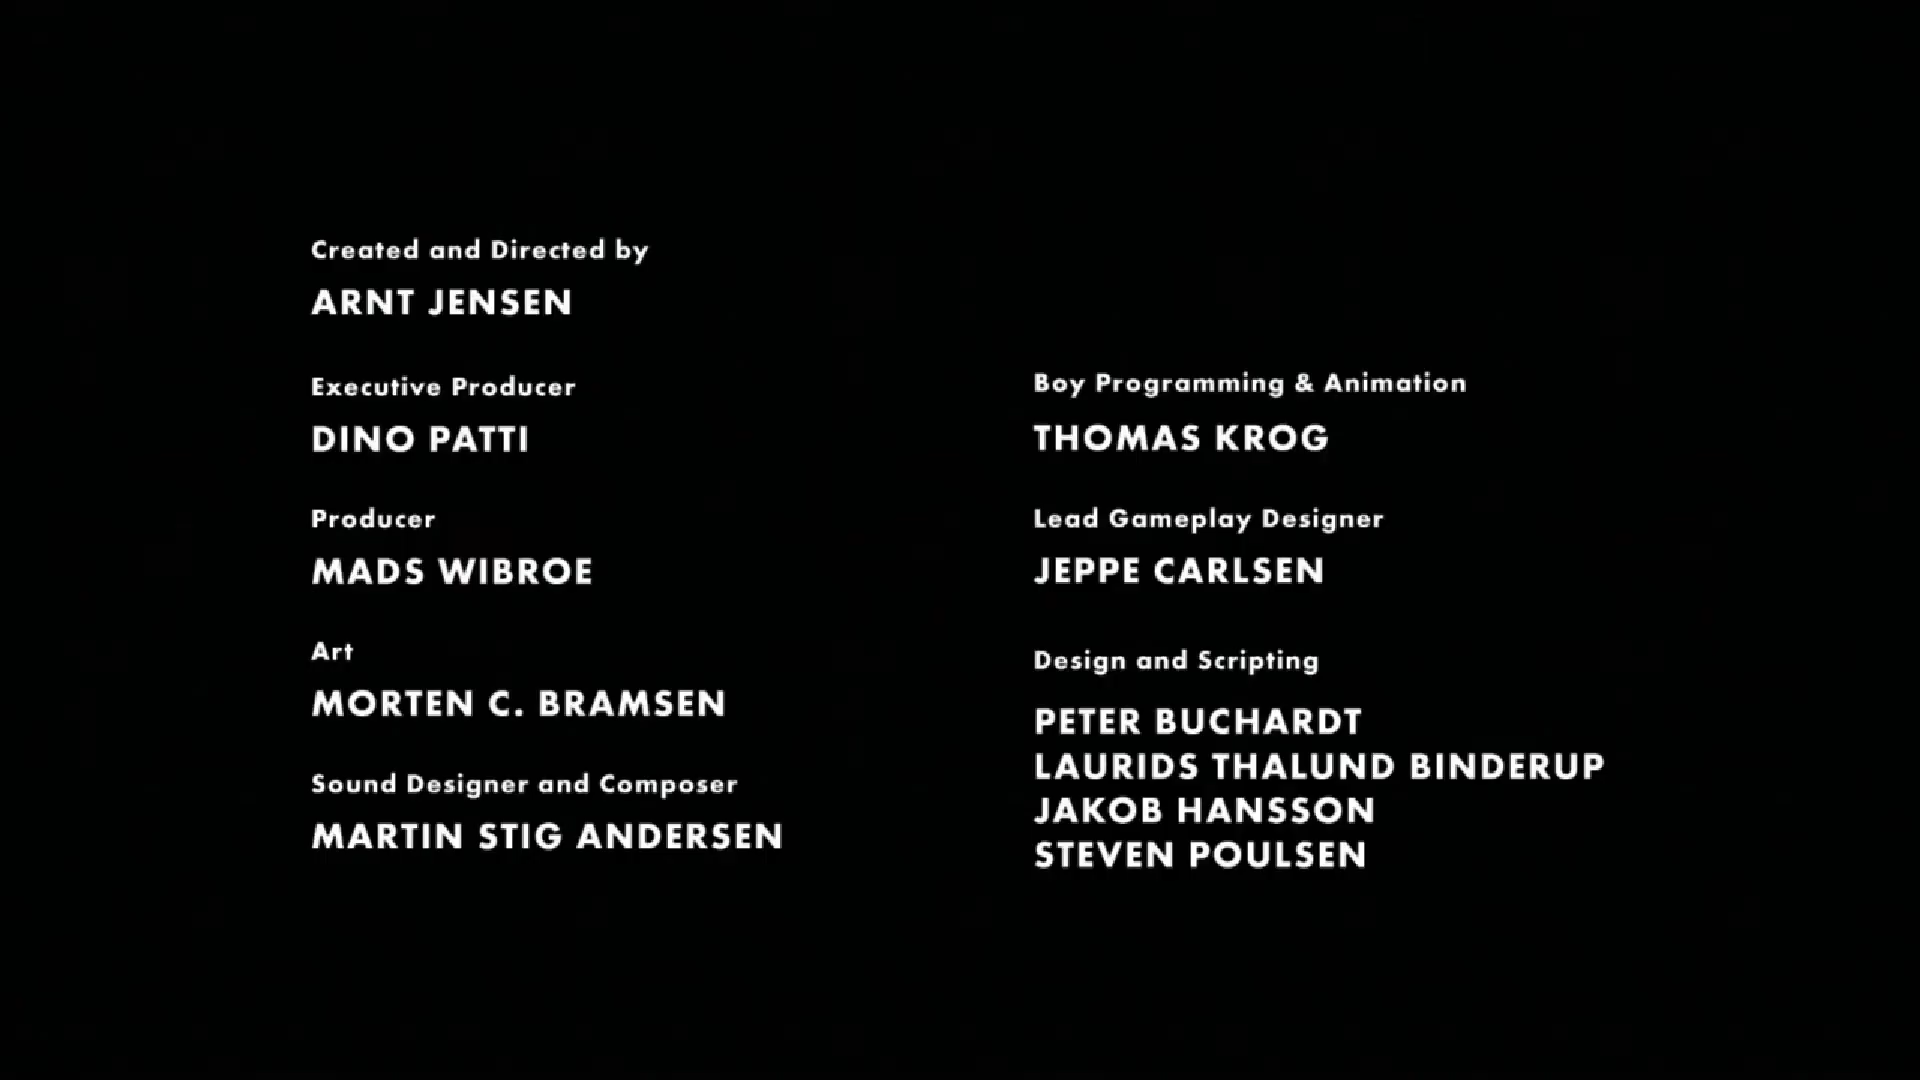 Created and Directed by
ARNT JENSEN
Executive Producer
DINO PATTI
Producer
MADS WIBROE
Art
MORTEN C. BRAMSEN
Sound Designer and Composer
MARTIN STIG ANDERSEN
Boy Programming & Animation
THOMAS KROG
Lead Gameplay Designer
JEPPE CARLSEN
Design and Scripting
PETER BUCHARDT
LAURIDS THALUND BINDERUP
JAKOB HANSSON
STEVEN POULSEN